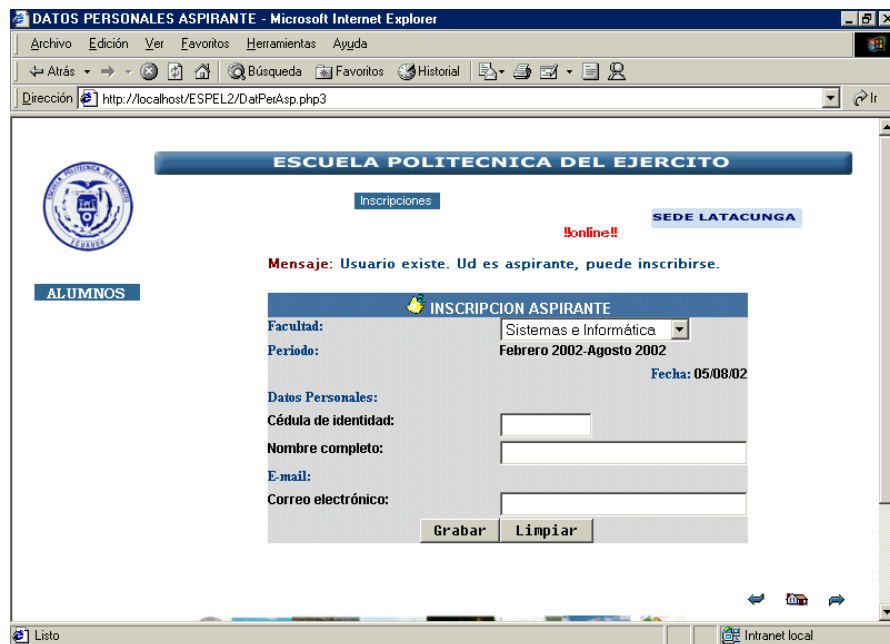 DATOS PERSONALES ASPIRANTE - Microsoft Internet Explorer
Archivo Edición Ver Favoritos Herramientas Ayuda
Atrás Búsqueda Favoritos Historial
Dirección http://localhost/ESPEL2/DatPerAsp.php3 Ir
ESCUELA POLITECNICA DEL EJERCITO
Inscripciones
SEDE LATACUNGA
!!online!!
ECUADOR
Mensaje: Usuario existe. Ud es aspirante, puede inscribirse.
ALUMNOS
INSCRIPCION ASPIRANTE
Facultad: Sistemas e Informática
Periodo: Febrero 2002-Agosto 2002
Fecha: 05/08/02
Datos Personales:
Cédula de identidad:
Nombre completo:
E-mail:
Correo electrónico:
Grabar Limpiar
Listo Intranet local